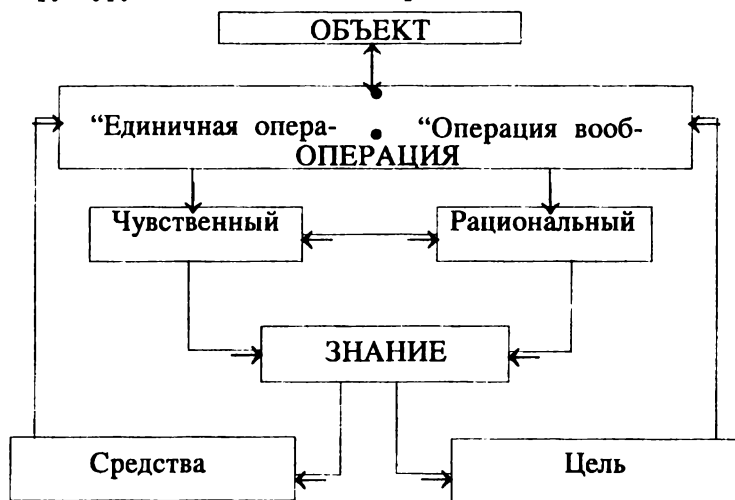 ОБЪЕКТ
“Единичная опера- “Операция вооб-
ОПЕРАЦИЯ
Чувственный Рациональный
ЗНАНИЕ
Средства Цель